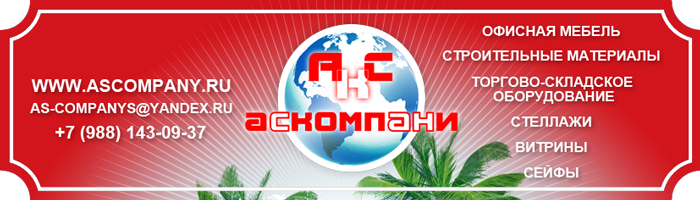 WWW.ASCOMPANY.RU
AS-COMPANYS@YANDEX.RU
+7 (988) 143-09-37
АКС
аскомпани
ОФИСНАЯ МЕБЕЛЬ
СТРОИТЕЛЬНЫЕ МАТЕРИАЛЫ
ТОРГОВО-СКЛАДСКОЕ
ОБОРУДОВАНИЕ
СТЕЛЛАЖИ
ВИТРИНЫ
СЕЙФЫ